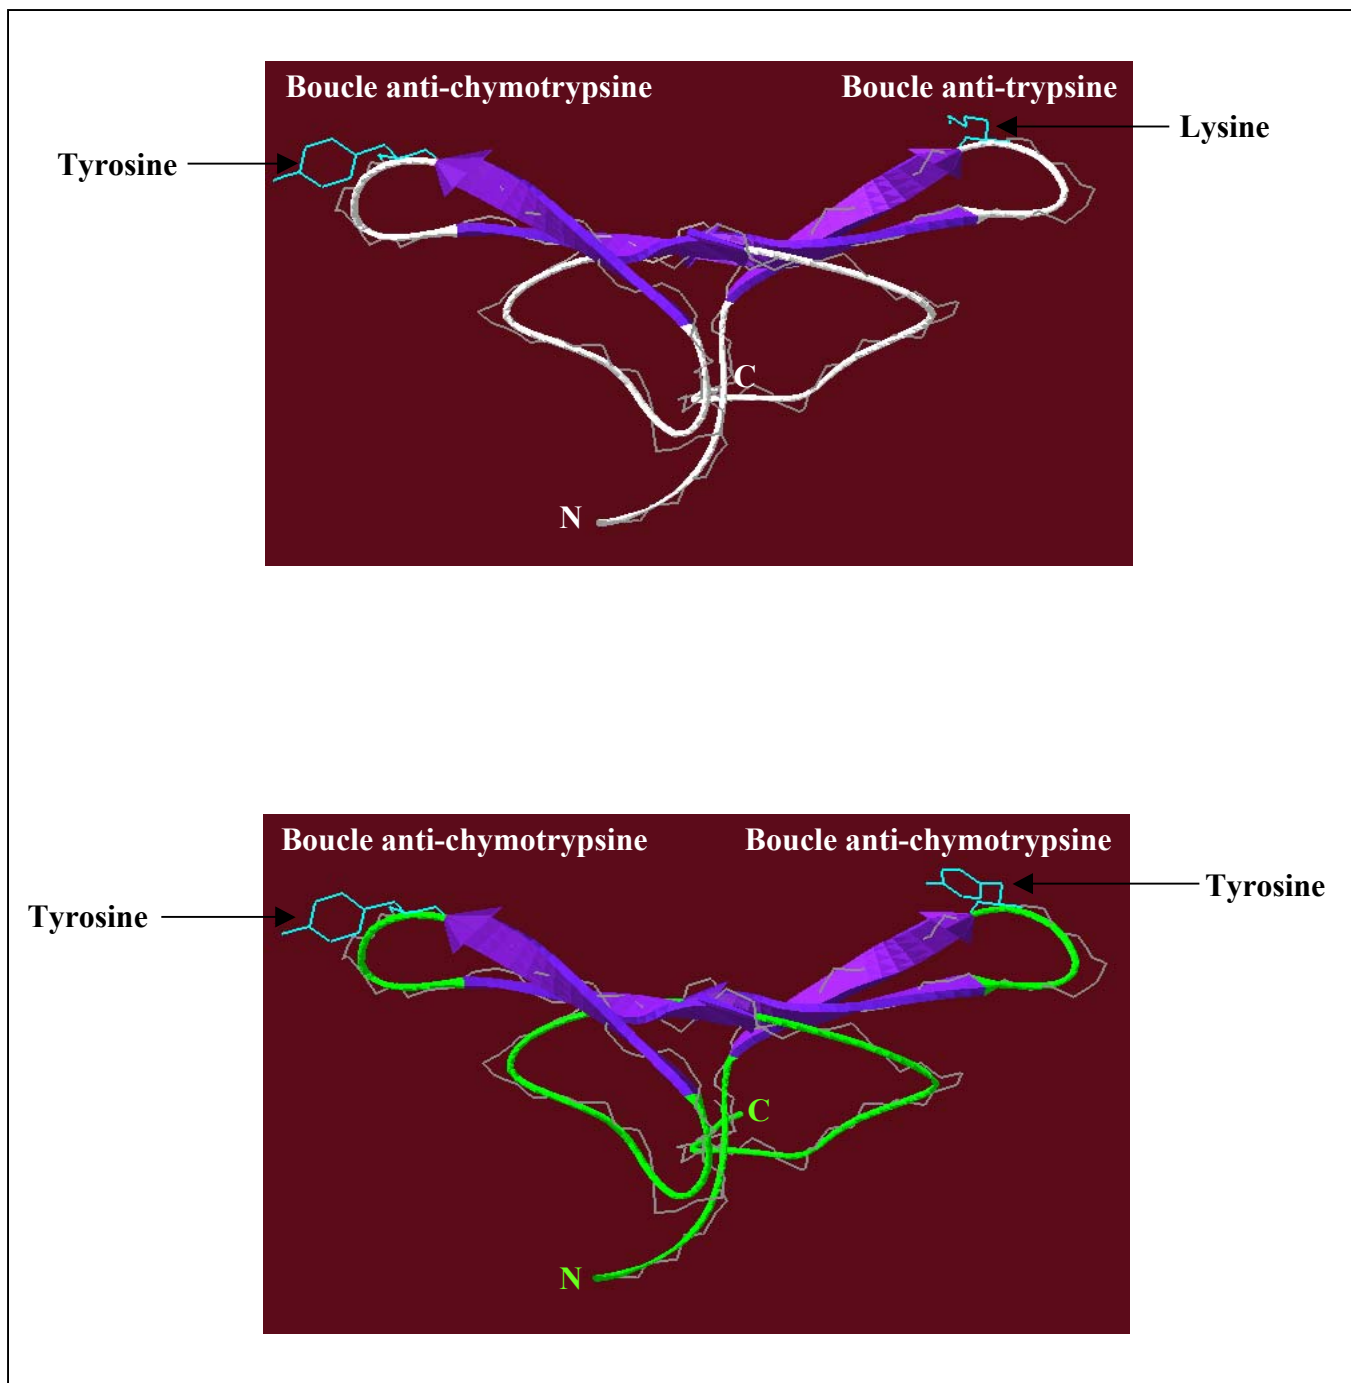 Boucle anti-chymotrypsine
Boucle anti-trypsine
Tyrosine
Lysine
C
N
Boucle anti-chymotrypsine
Boucle anti-chymotrypsine
Tyrosine
Tyrosine
C
N